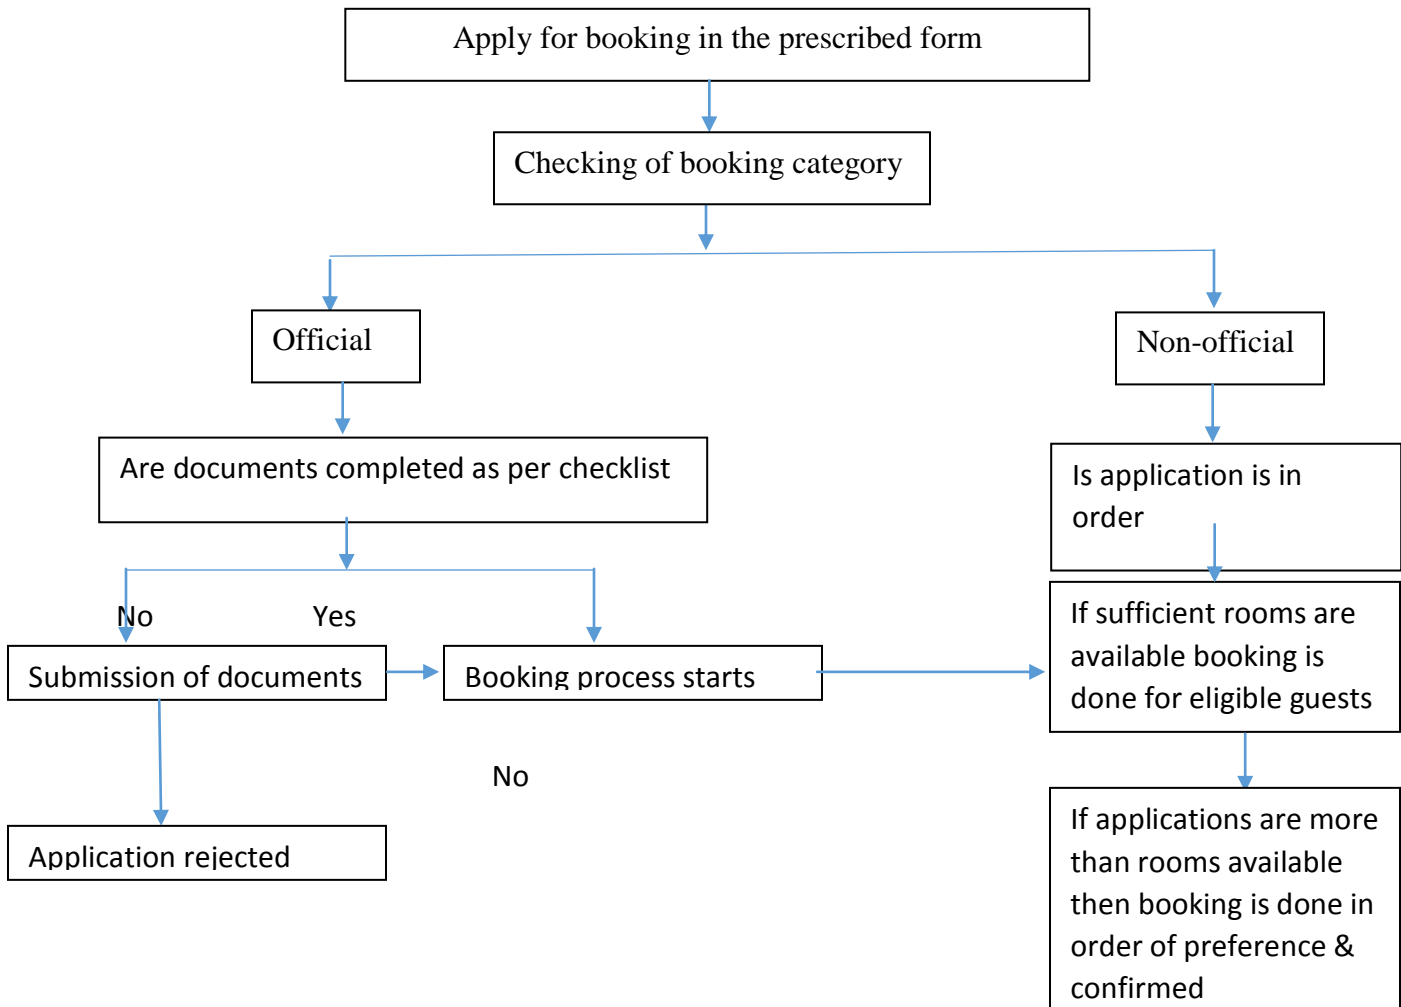 Apply for booking in the prescribed form
Checking of booking category
Official
Non-official
Are documents completed as per checklist
Is application is in
order
No
Yes
If sufficient rooms are
available booking is
done for eligible guests
Submission of documents
Booking process starts
No
Application rejected
If applications are more
than rooms available
then booking is done in
order of preference &
confirmed